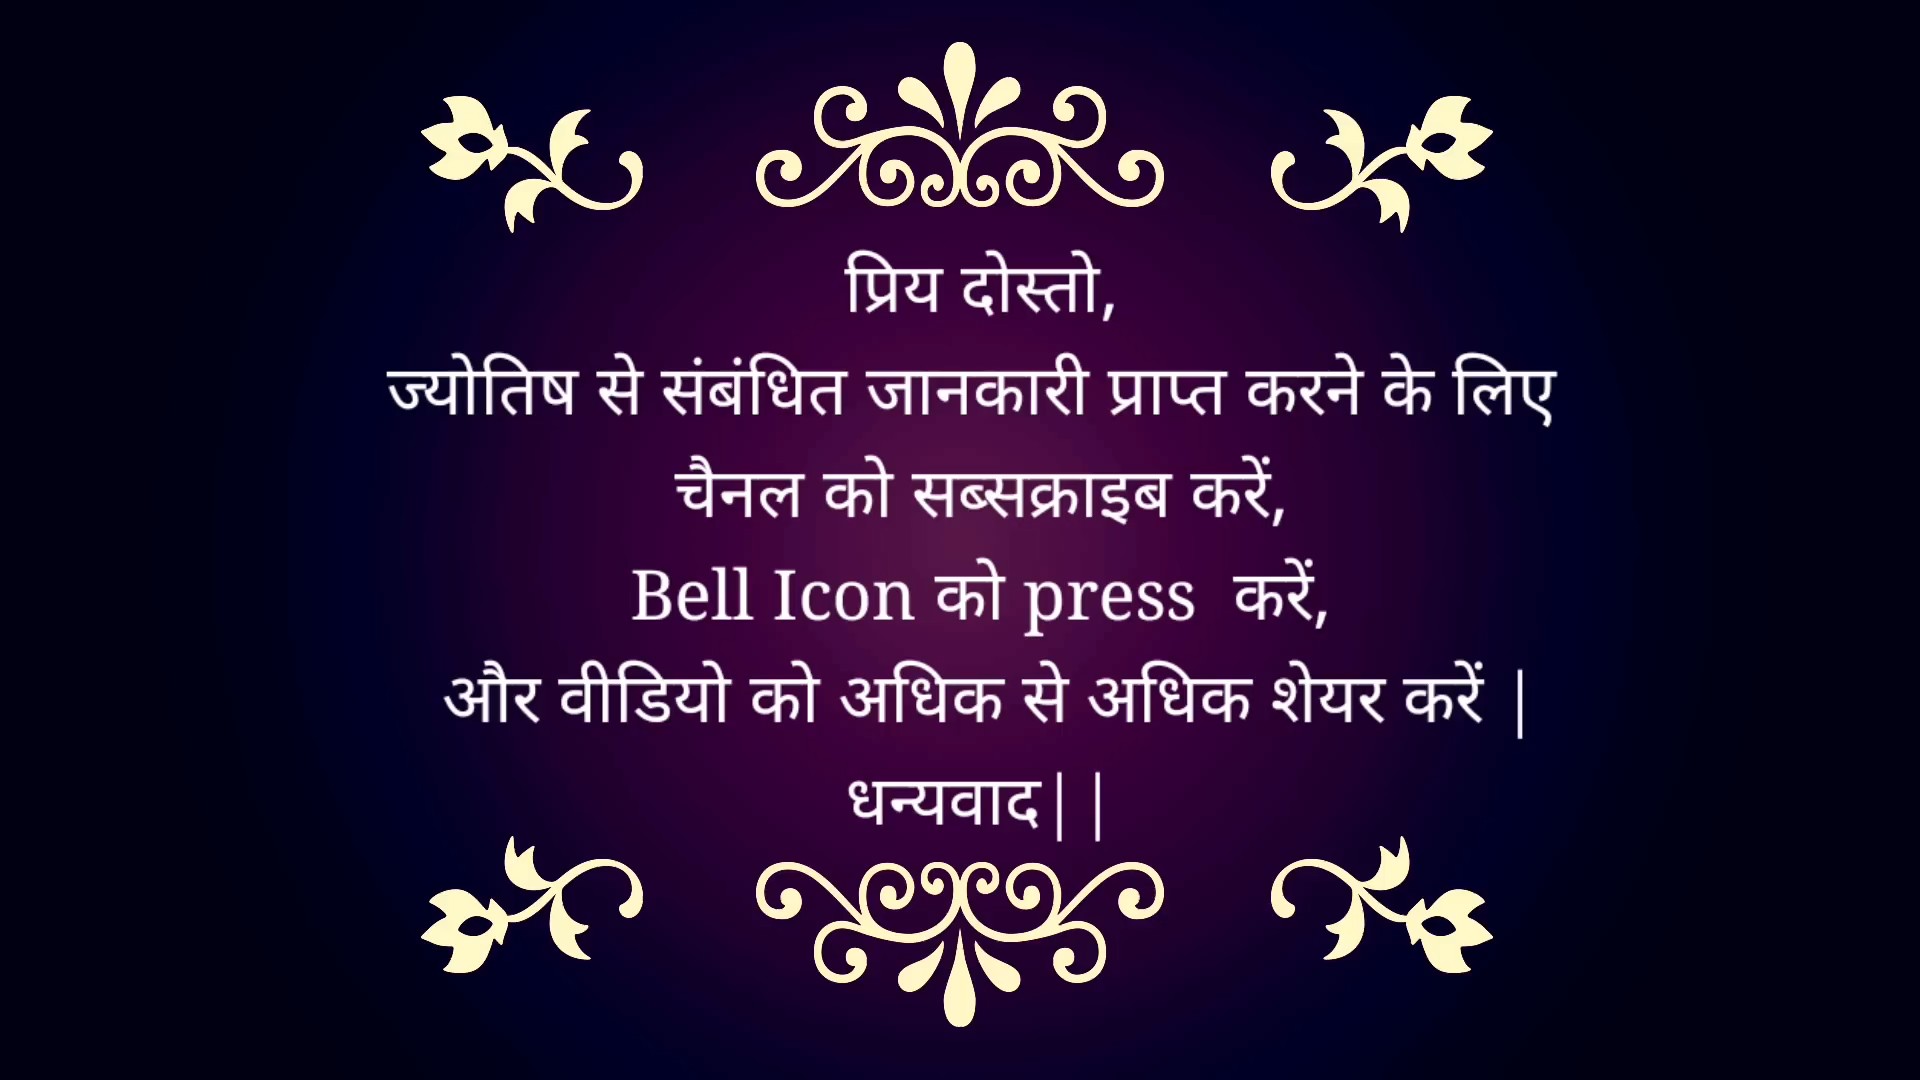 प्रिय दोस्तो,
ज्योतिष से संबंधित जानकारी प्राप्त करने के लिए
चैनल को सब्सक्राइब करें,
Bell Icon को press  करें,
और वीडियो को अधिक से अधिक शेयर करें |
धन्यवाद||